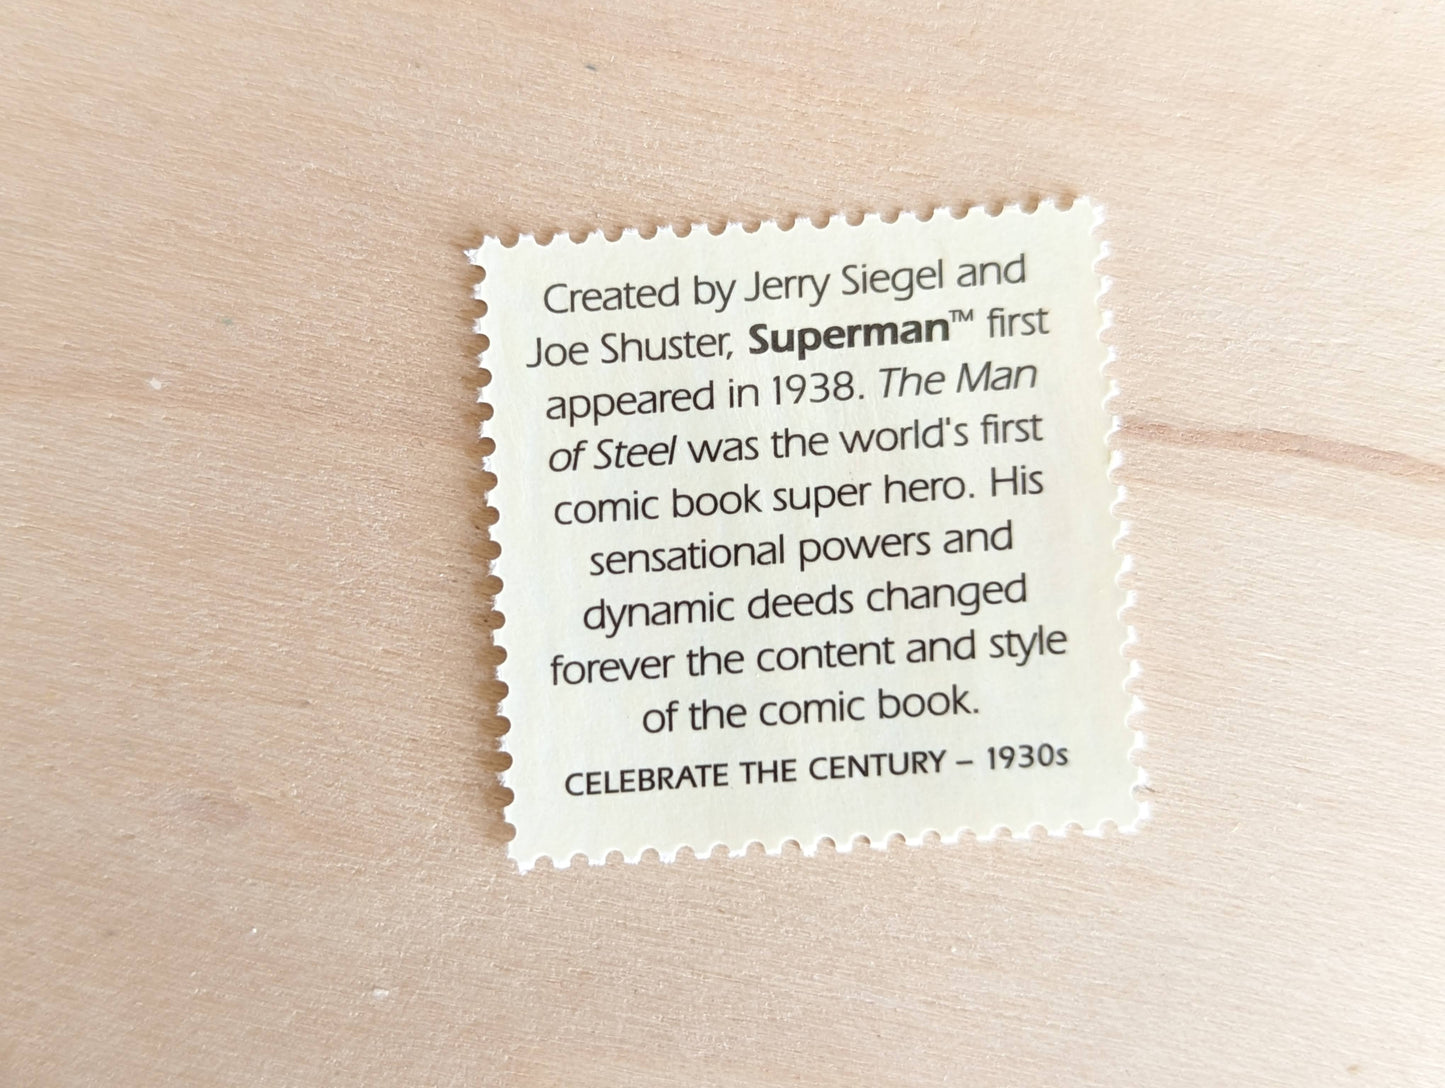 Created by Jerry Siegel and
Joe Shuster, Superman™ first
appeared in 1938. The Man
of Steel was the world's first
comic book super hero. His
sensational powers and
dynamic deeds changed
forever the content and style
of the comic book.
CELEBRATE THE CENTURY – 1930s